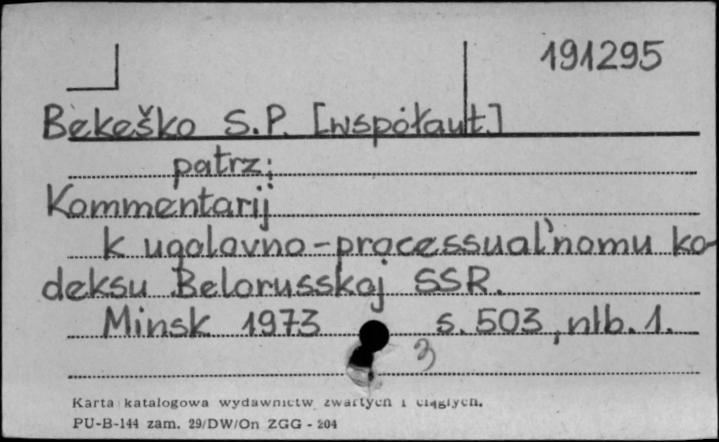 191295
Bekeško S.P. [współaut.]
patrz:
Kommentarij
k ugolovno-processual'nomu ko-
deksu Belorusskoj SSR.
Minsk 1973 s. 503, nlb. 1.
3
Karta katalogowa wydawnictw zwartych i ciągłych.
PU-B-144 zam. 29/DW/On ZGG - 204